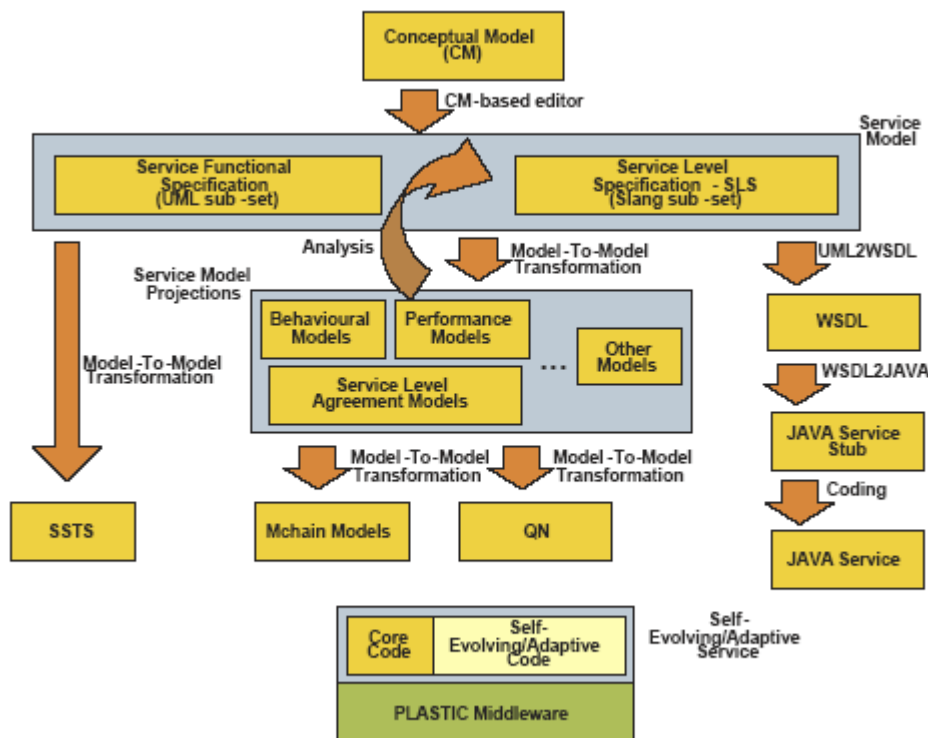 Conceptual Model
(CM)
CM-based editor
Service
Model
Service Functional
Specification
(UML sub -set)
Service Level
Specification - SLS
(Slang sub -set)
Analysis
Model-To-Model
Transformation
UML2WSDL
Service Model
Projections
Behavioural
Models
Performance
Models
...
Other
Models
Service Level
Agreement Models
WSDL
WSDL2JAVA
Model-To-Model
Transformation
JAVA Service
Stub
Model -To-Model
Transformation
Model-To-Model
Transformation
Coding
SSTS
Mchain Models
QN
JAVA Service
Core
Code
Self-
Evolving/Adaptive
Code
Self-
Evolving/Adaptive
Service
PLASTIC Middleware